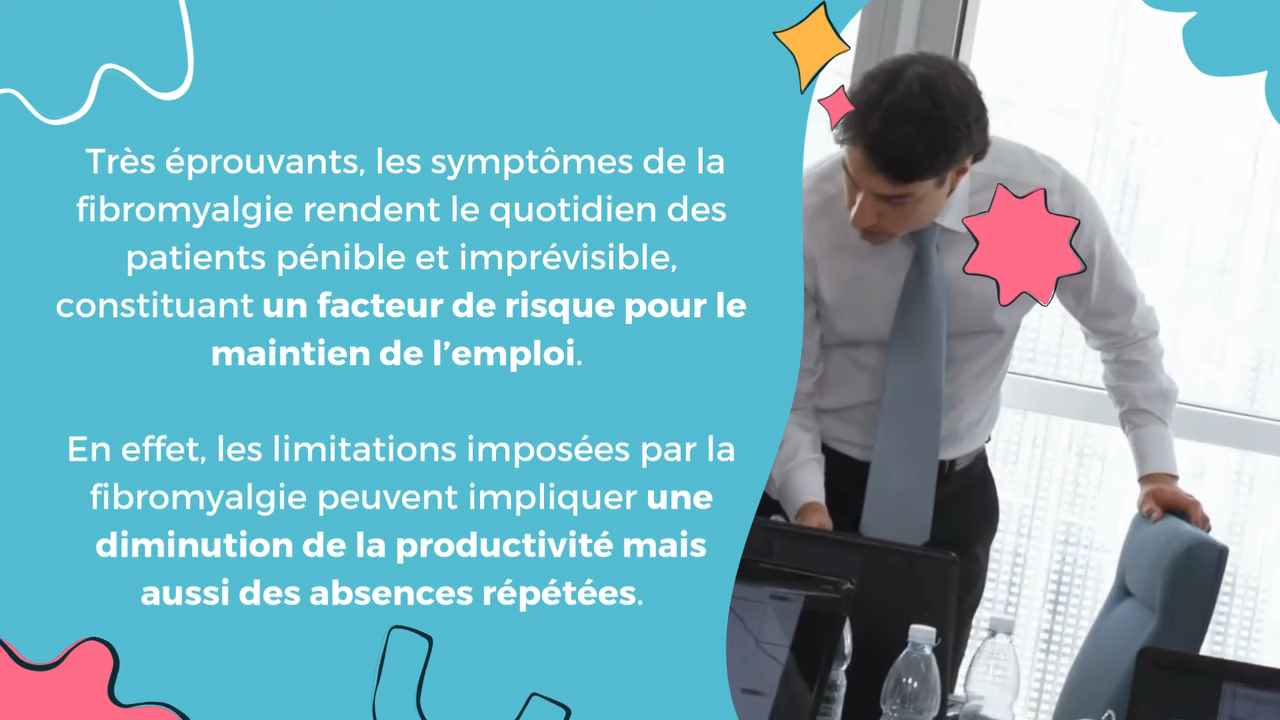 Très éprouvants, les symptômes de la
fibromyalgie rendent le quotidien des
patients pénible et imprévisible,
constituant un facteur de risque pour le
maintien de l’emploi.
En effet, les limitations imposées par la
fibromyalgie peuvent impliquer une
diminution de la productivité mais
aussi des absences répétées.